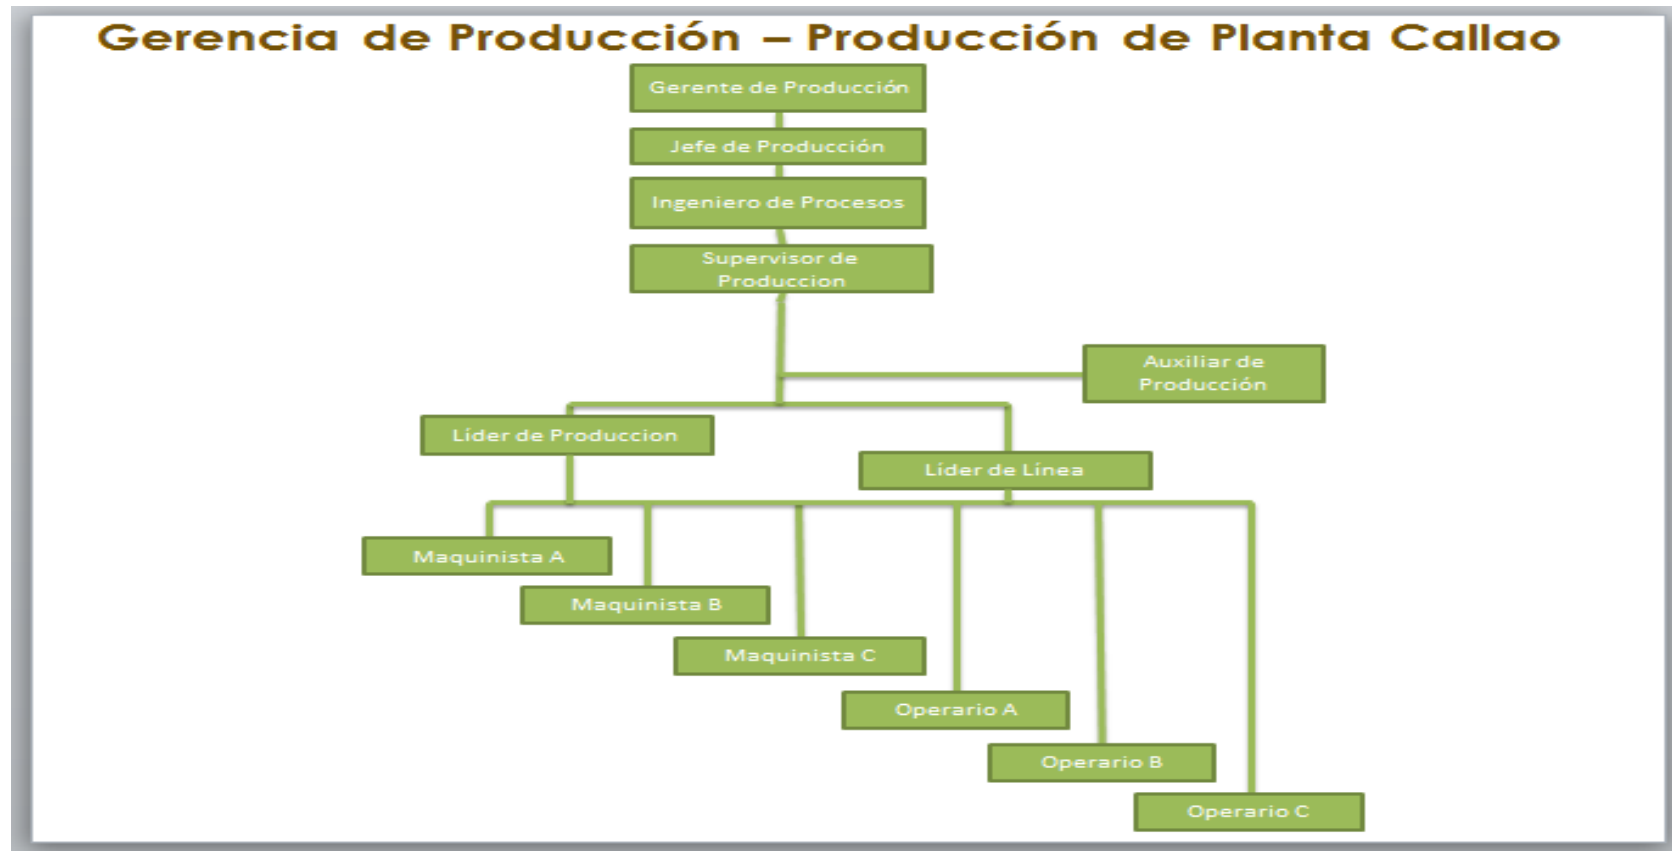 Gerencia de Producción – Producción de Planta Callao
Gerente de Producción
Jefe de Producción
Ingeniero de Procesos
Supervisor de
Produccion
Auxiliar de
Producción
Líder de Produccion
Líder de Línea
Maquinista A
Maquinista B
Maquinista C
Operario A
Operario B
Operario C